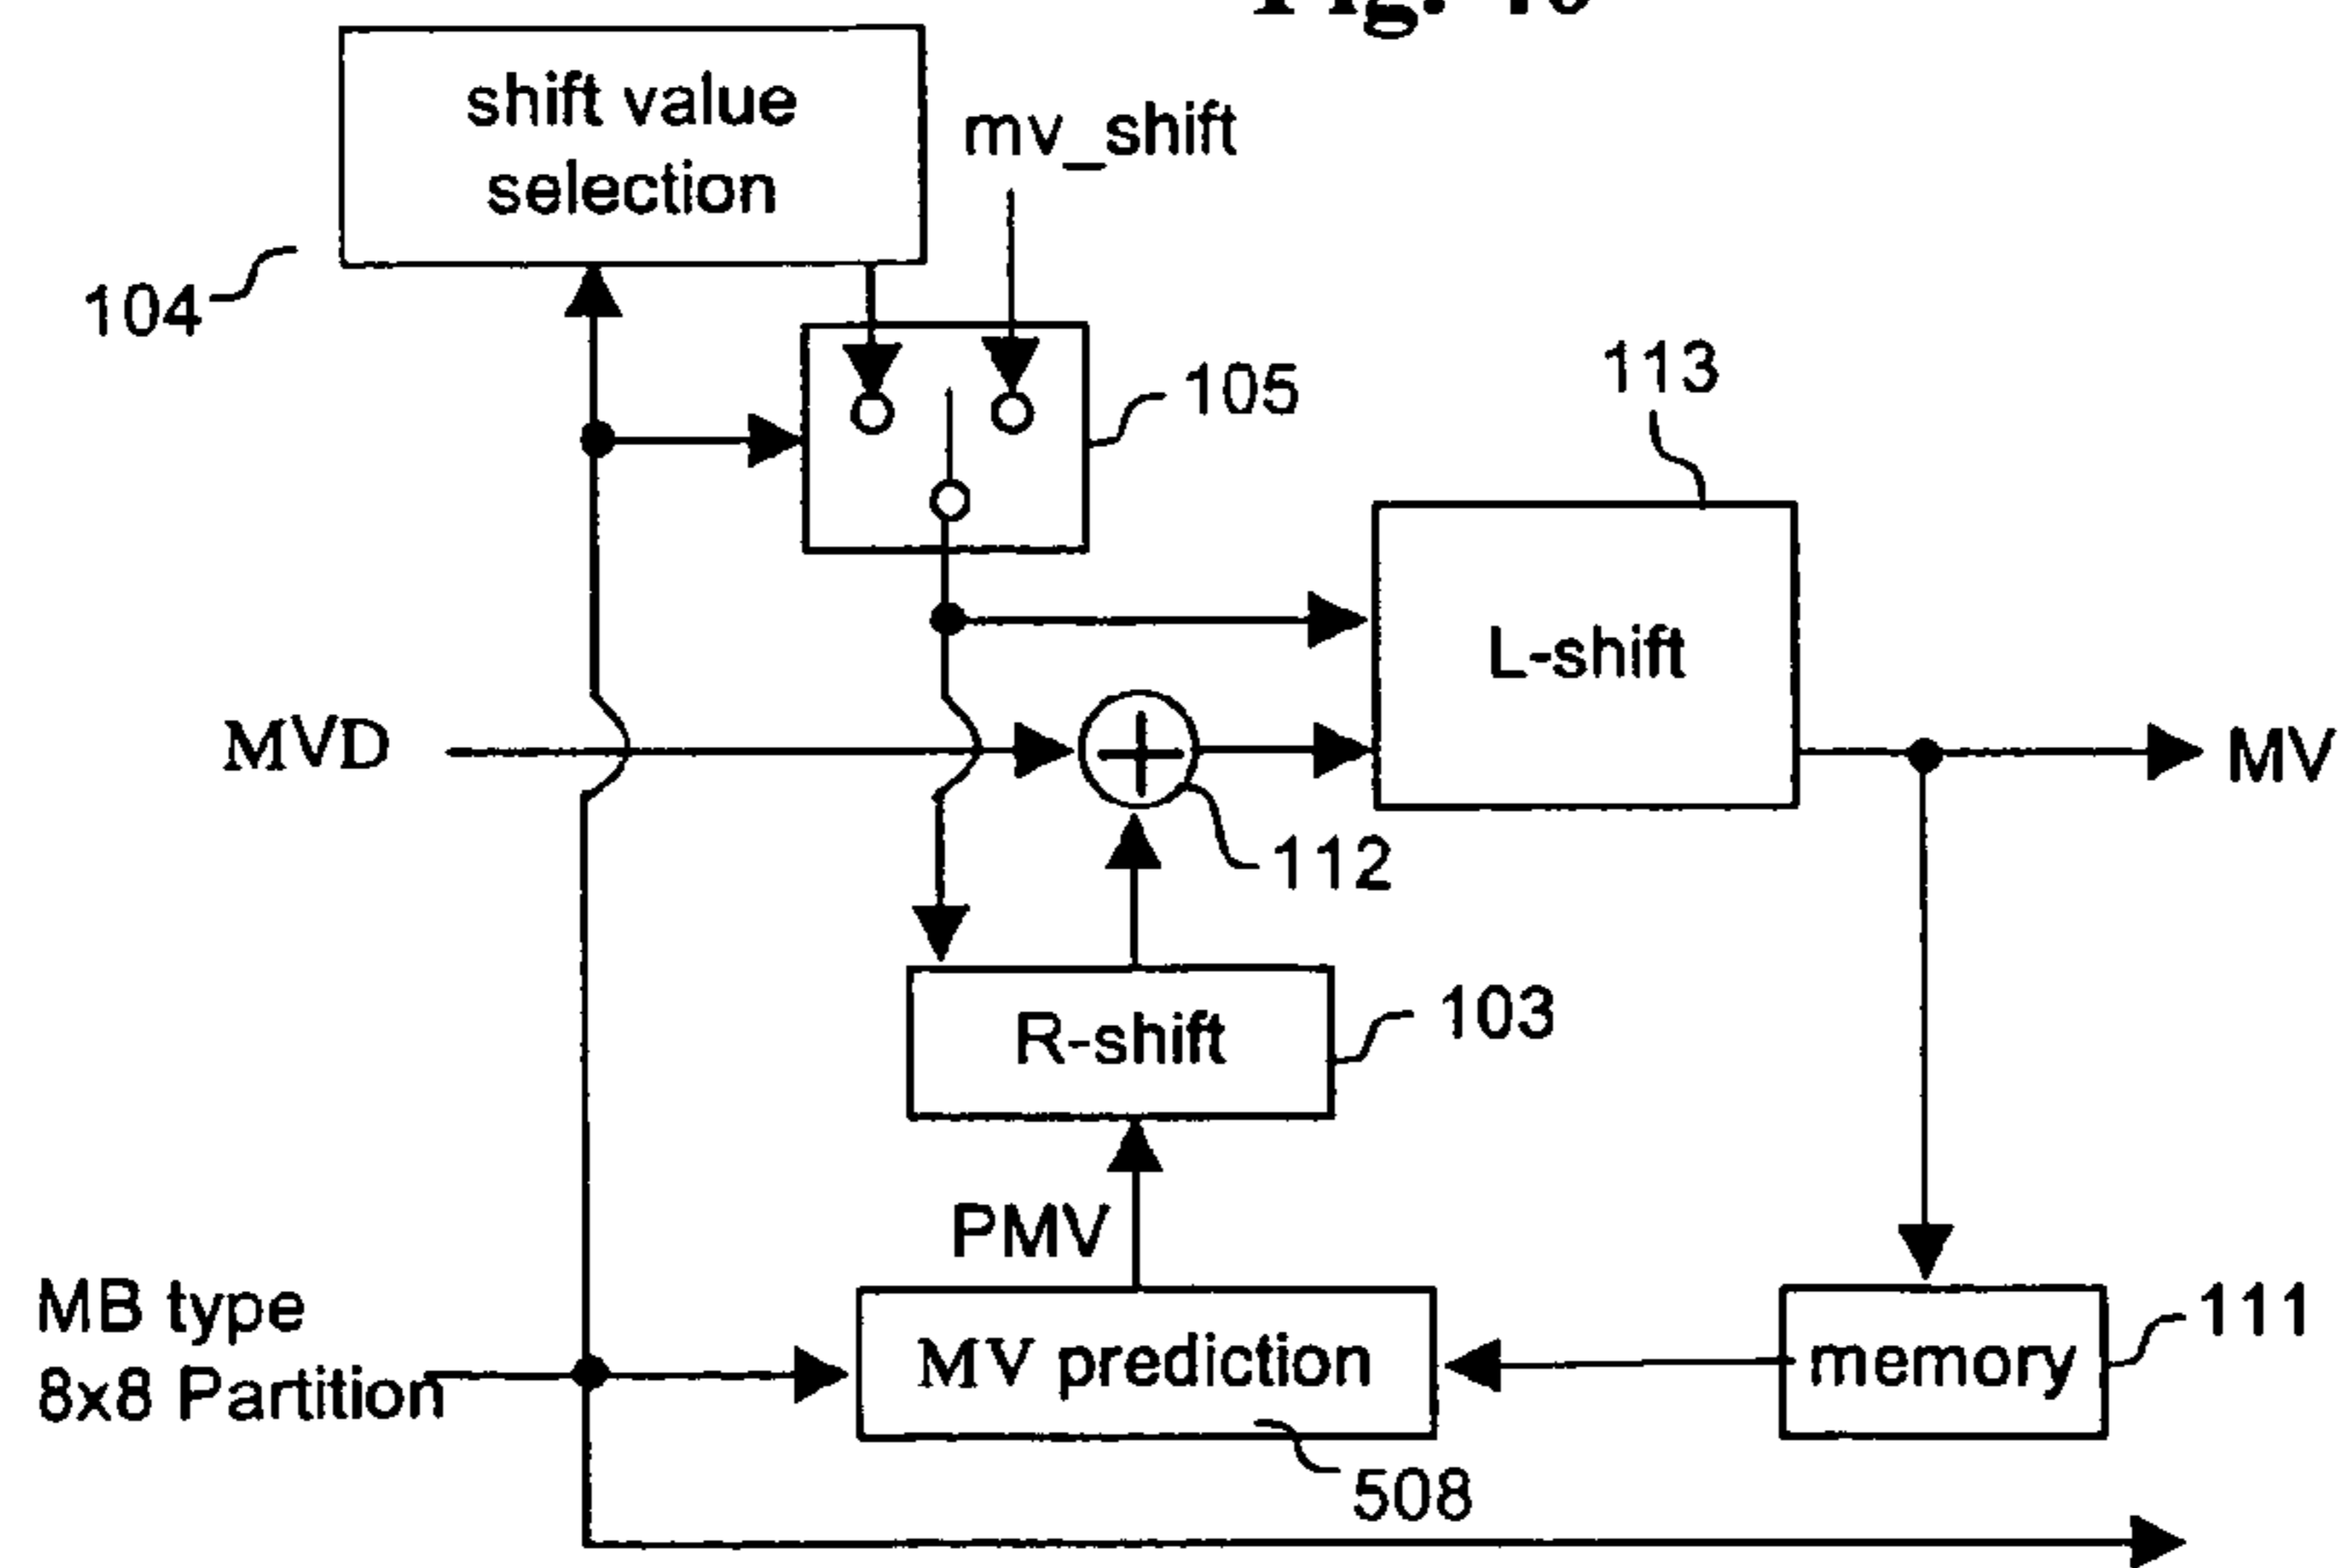 shift value
selection
mv_shift
104
105
113
L-shift
MVD
MV
112
R-shift
103
PMV
MB type
8x8 Partition
MV prediction
memory
111
508